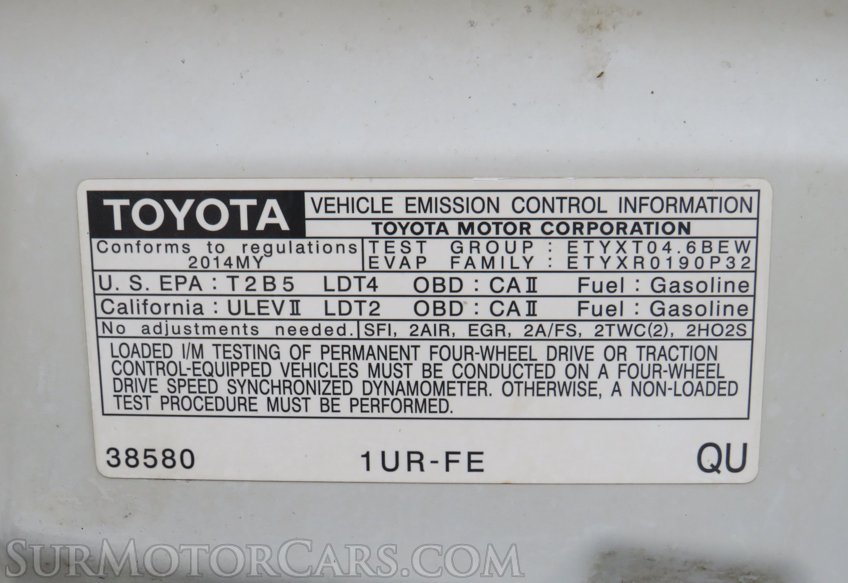 TOYOTA VEHICLE EMISSION CONTROL INFORMATION
TOYOTA MOTOR CORPORATION
Conforms to regulations
2014MY
TEST GROUP : ETYXT04.6BEW
EVAP FAMILY : ETYXR0190P32
U.S. EPA : T2B5 LDT4 OBD : CAⅡ Fuel : Gasoline
California : ULEVⅡ LDT2 OBD : CAⅡ Fuel : Gasoline
No adjustments needed. SFI, 2AIR, EGR, 2A/FS, 2TWC(2), 2HO2S
LOADED I/M TESTING OF PERMANENT FOUR-WHEEL DRIVE OR TRACTION
CONTROL-EQUIPPED VEHICLES MUST BE CONDUCTED ON A FOUR-WHEEL
DRIVE SPEED SYNCHRONIZED DYNAMOMETER. OTHERWISE, A NON-LOADED
TEST PROCEDURE MUST BE PERFORMED.
38580 1UR-FE QU
SurMotorCars.com